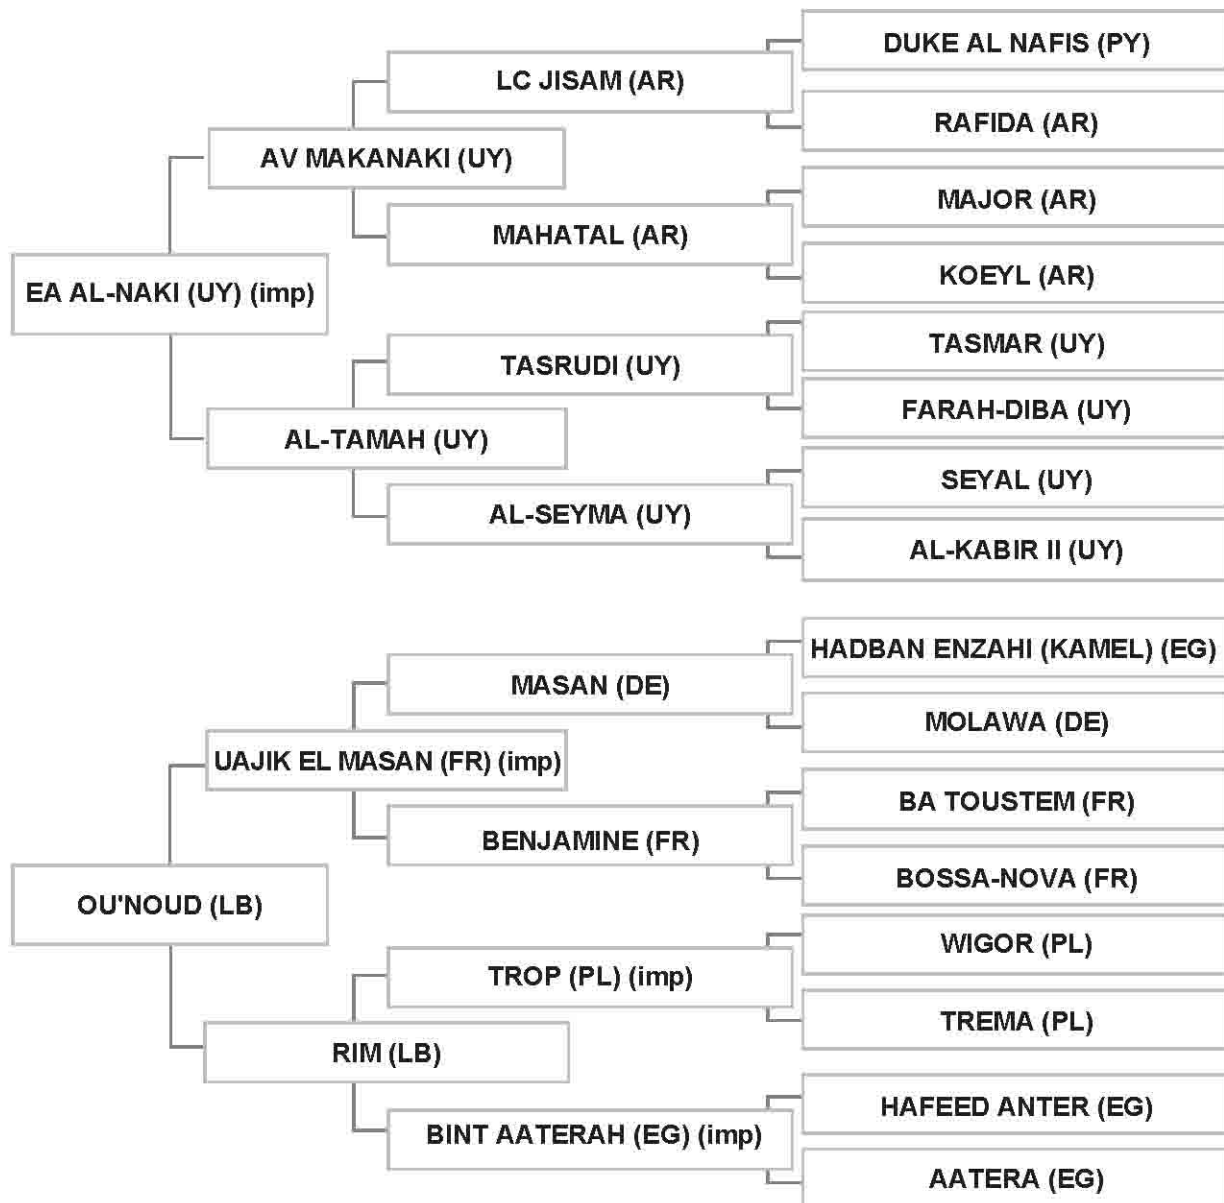 DUKE AL NAFIS (PY)
LC JISAM (AR)
RAFIDA (AR)
AV MAKANAKI (UY)
MAJOR (AR)
MAHATAL (AR)
KOEYL (AR)
EA AL-NAKI (UY) (imp)
TASMAR (UY)
TASRUDI (UY)
FARAH-DIBA (UY)
AL-TAMAH (UY)
SEYAL (UY)
AL-SEYMA (UY)
AL-KABIR II (UY)
HADBAN ENZAHI (KAMEL) (EG)
MASAN (DE)
MOLAWA (DE)
UAJIK EL MASAN (FR) (imp)
BA TOUSTEM (FR)
BENJAMINE (FR)
BOSSA-NOVA (FR)
OU'NOUD (LB)
WIGOR (PL)
TROP (PL) (imp)
TREMA (PL)
RIM (LB)
HAFEED ANTER (EG)
BINT AATERAH (EG) (imp)
AATERA (EG)